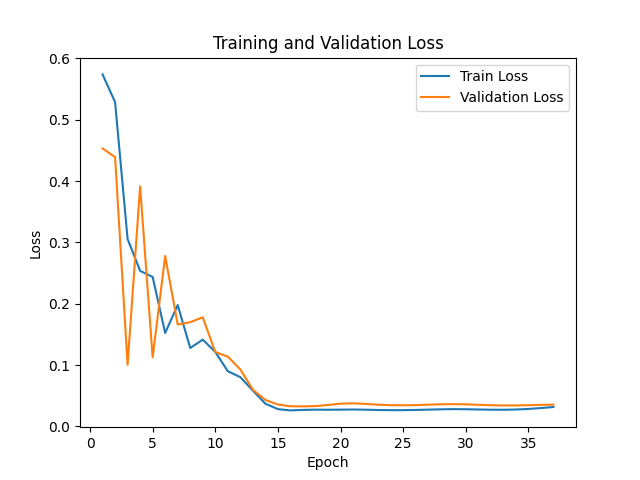 Training and Validation Loss
Train Loss
Validation Loss
Loss
0.6
0.5
0.4
0.3
0.2
0.1
0.0
0 5 10 15 20 25 30 35
Epoch